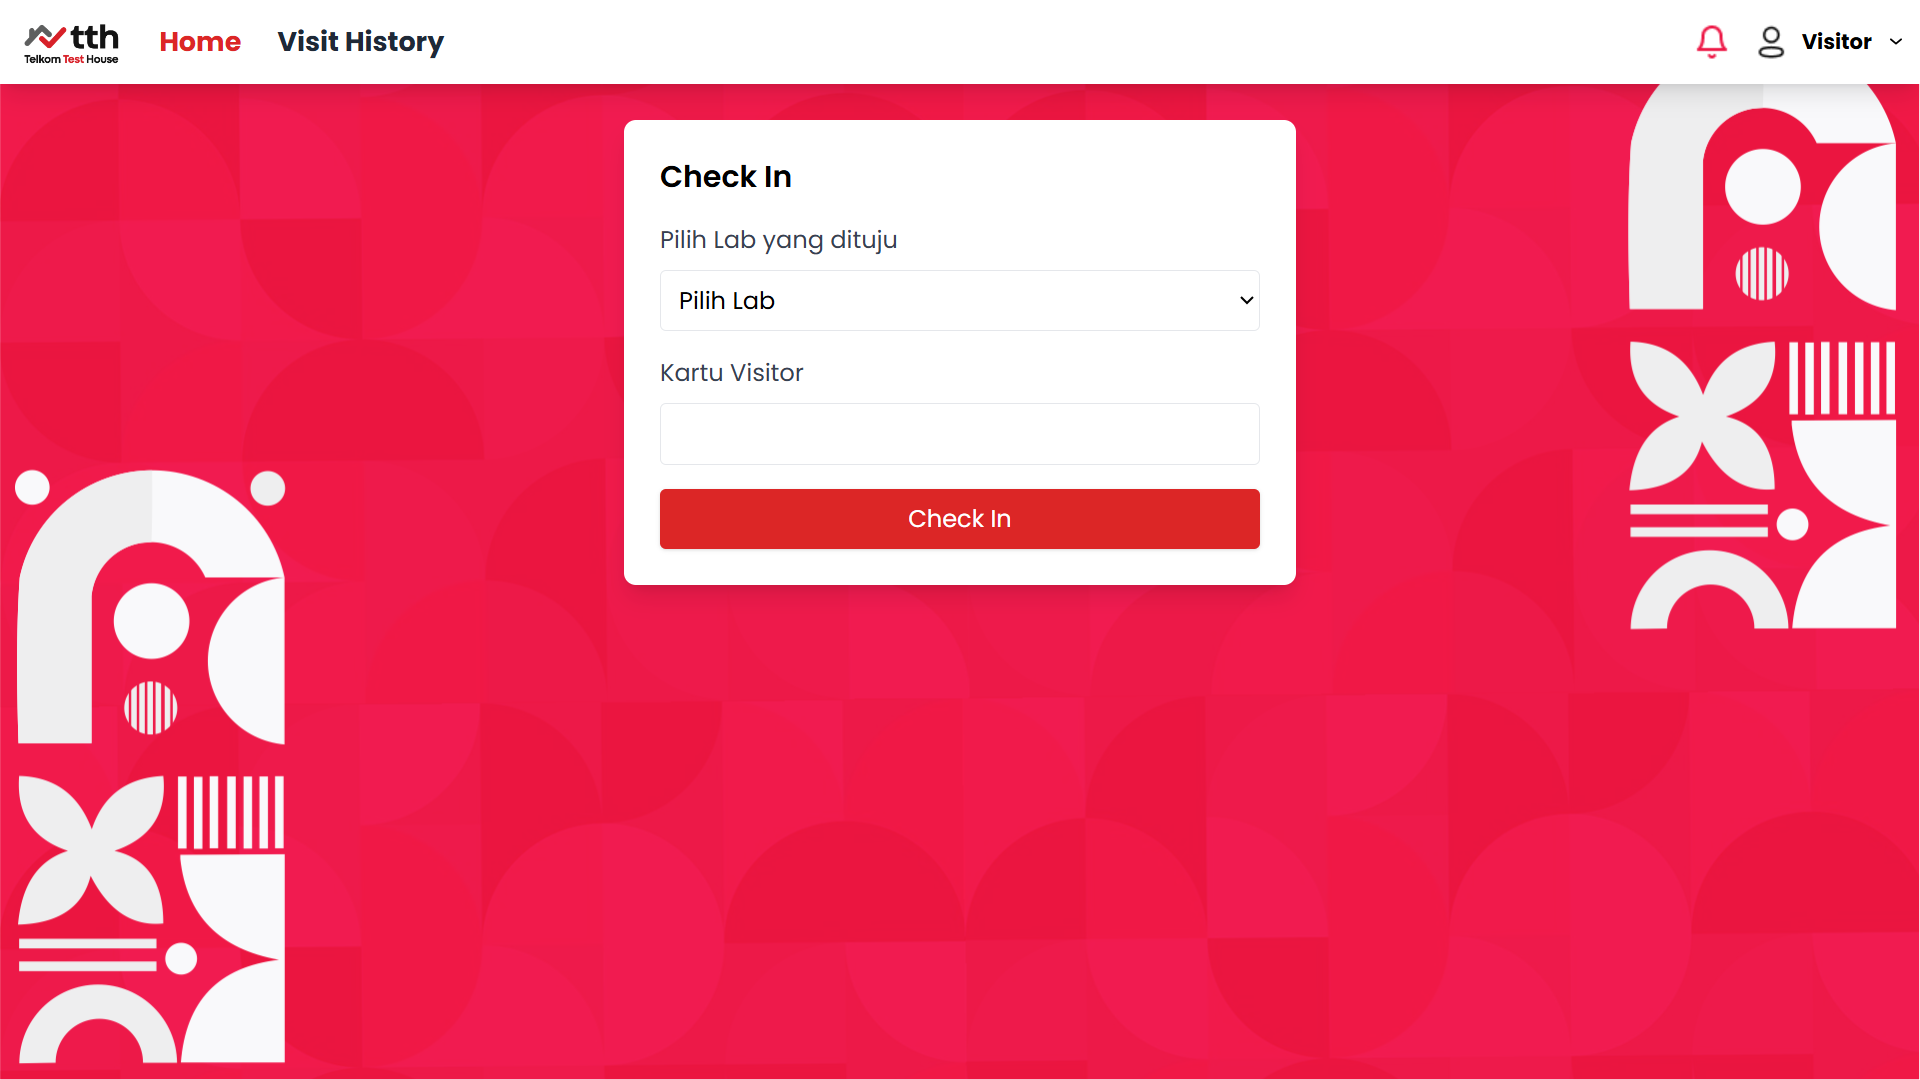 tth
Telkom Test House
Home
Visit History
Visitor
Check In
Pilih Lab yang dituju
Pilih Lab
Kartu Visitor
Check In